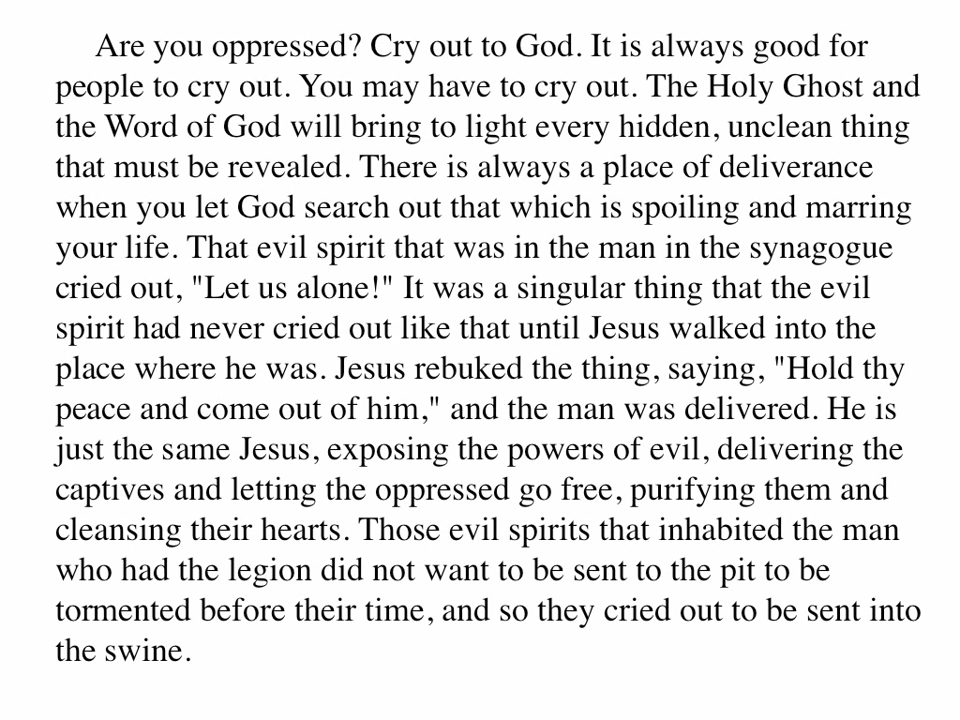 Are you oppressed? Cry out to God. It is always good for
people to cry out. You may have to cry out. The Holy Ghost and
the Word of God will bring to light every hidden, unclean thing
that must be revealed. There is always a place of deliverance
when you let God search out that which is spoiling and marring
your life. That evil spirit that was in the man in the synagogue
cried out, "Let us alone!" It was a singular thing that the evil
spirit had never cried out like that until Jesus walked into the
place where he was. Jesus rebuked the thing, saying, "Hold thy
peace and come out of him," and the man was delivered. He is
just the same Jesus, exposing the powers of evil, delivering the
captives and letting the oppressed go free, purifying them and
cleansing their hearts. Those evil spirits that inhabited the man
who had the legion did not want to be sent to the pit to be
tormented before their time, and so they cried out to be sent into
the swine.